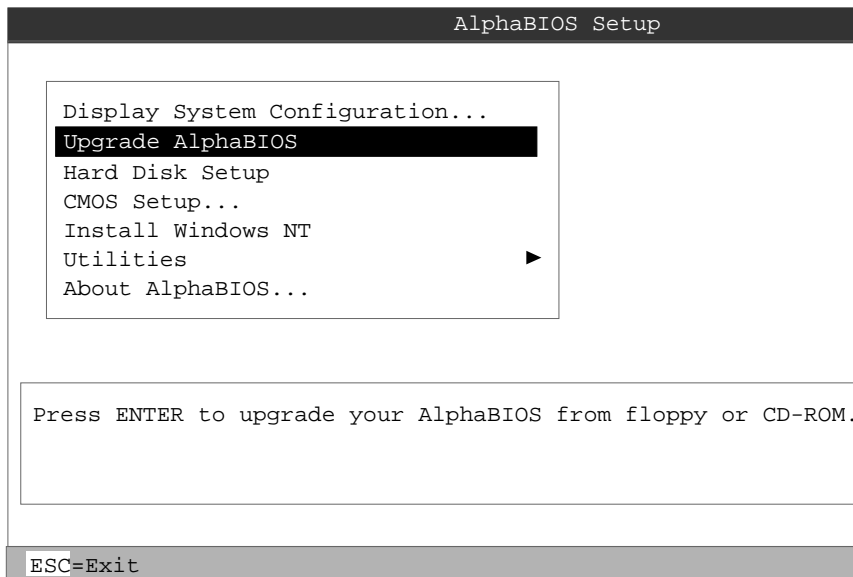 AlphaBIOS Setup
Display System Configuration...
Upgrade AlphaBIOS
Hard Disk Setup
CMOS Setup...
Install Windows NT
Utilities
About AlphaBIOS...
Press ENTER to upgrade your AlphaBIOS from floppy or CD-ROM.
ESC=Exit